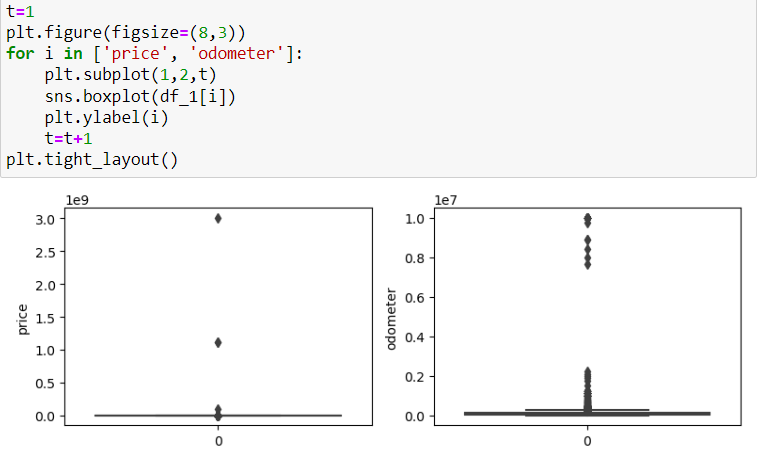 t=1
plt.figure(figsize=(8,3))
for i in ['price', 'odometer']:
    plt.subplot(1,2,t)
    sns.boxplot(df_1[i])
    plt.ylabel(i)
    t=t+1
plt.tight_layout()
1e9
3.0
2.5
2.0
1.5
1.0
0.5
0.0
price
0
1e7
1.0
0.8
0.6
0.4
0.2
0.0
odometer
0